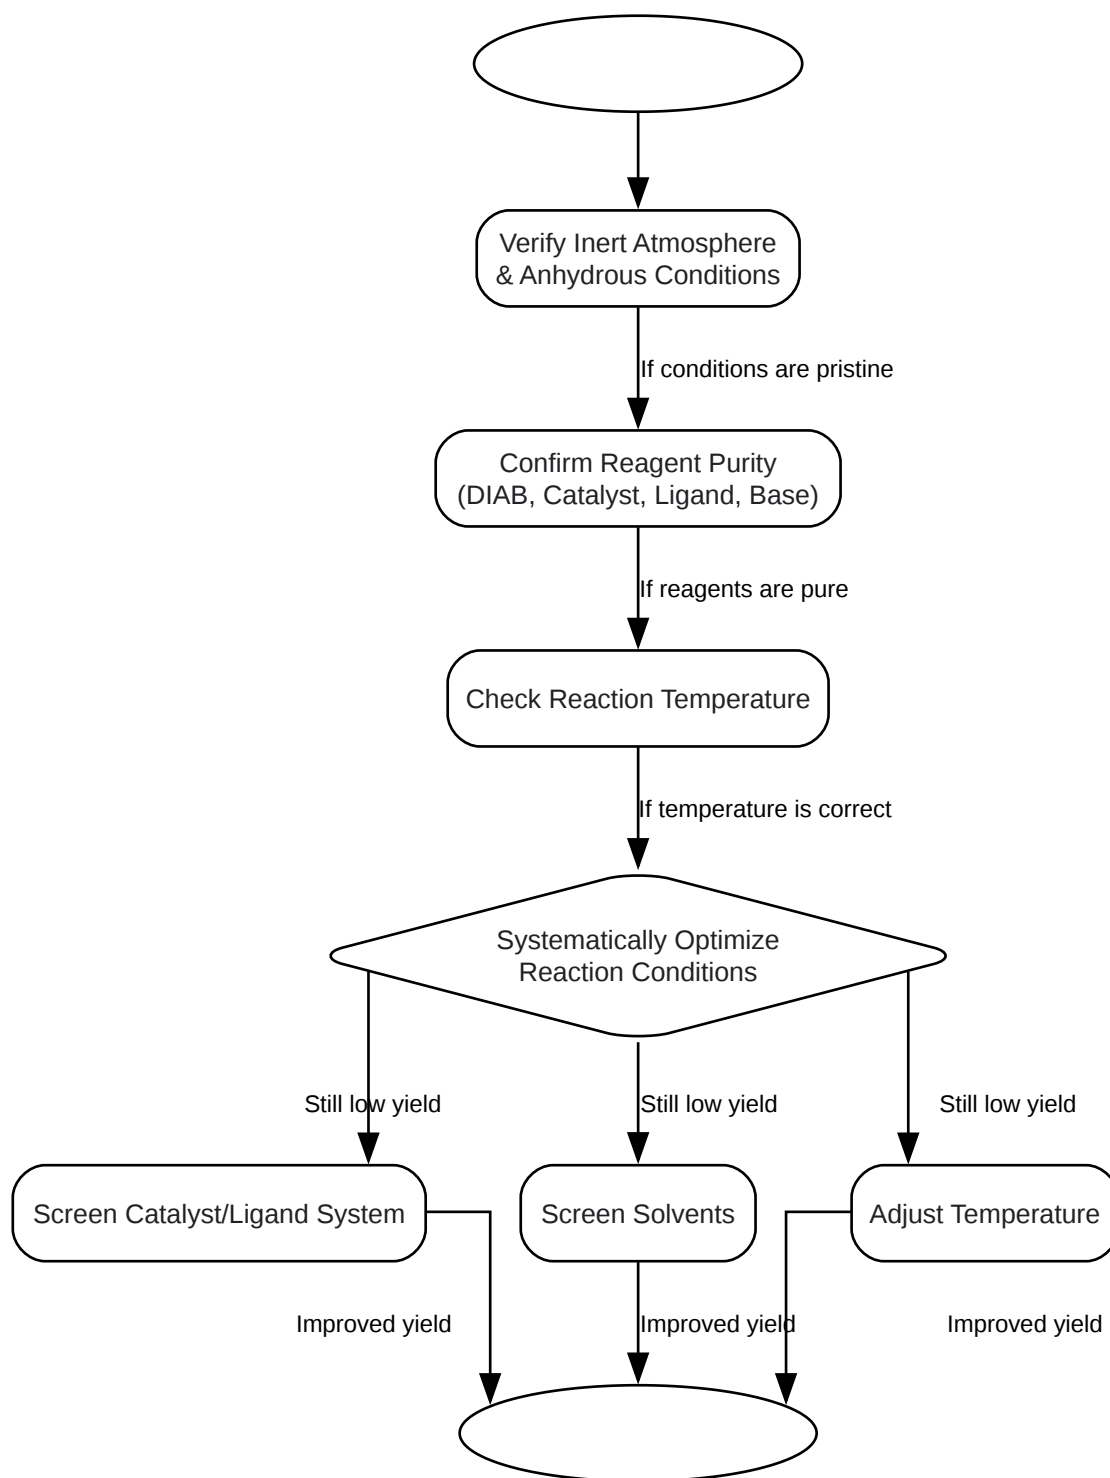 Verify Inert Atmosphere
& Anhydrous Conditions
If conditions are pristine
Confirm Reagent Purity
(DIAB, Catalyst, Ligand, Base)
If reagents are pure
Check Reaction Temperature
If temperature is correct
Systematically Optimize
Reaction Conditions
Still low yield
Still low yield
Still low yield
Screen Catalyst/Ligand System
Screen Solvents
Adjust Temperature
Improved yield
Improved yield
Improved yield